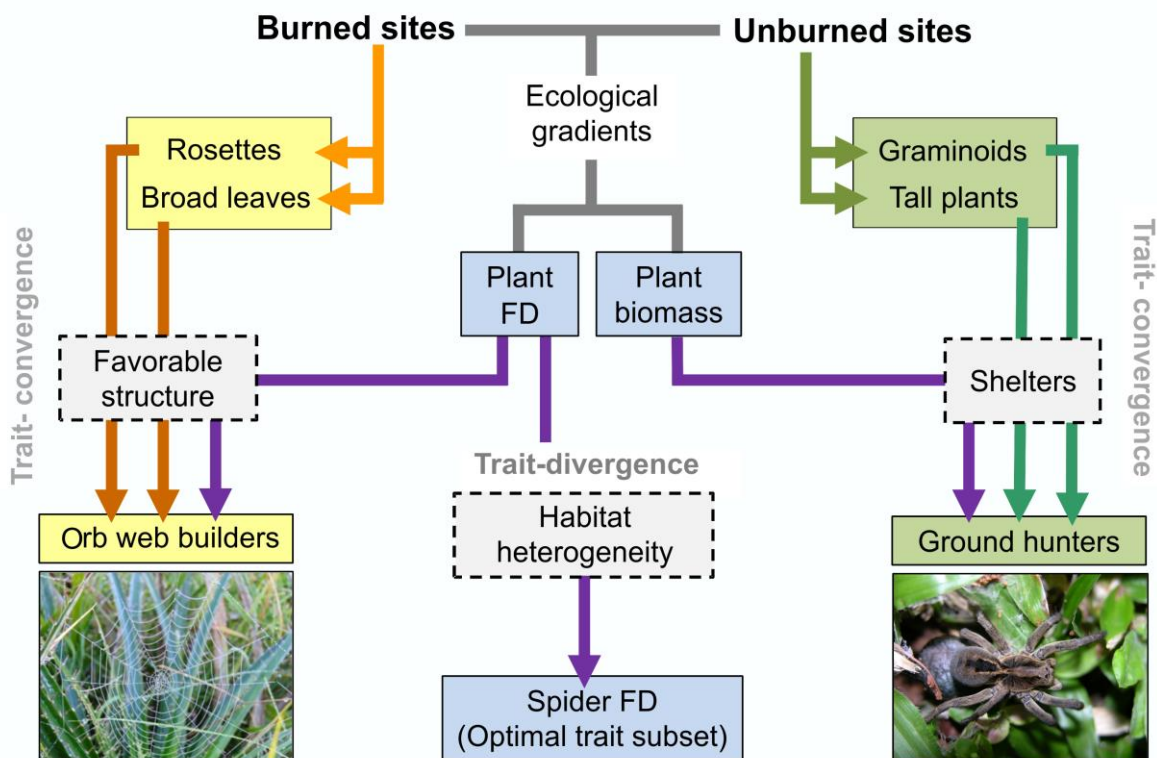 Burned sites
Unburned sites
Ecological
gradients
Rosettes
Broad leaves
Graminoids
Tall plants
Plant
FD
Plant
biomass
Trait- convergence
Trait- convergence
Favorable
structure
Shelters
Trait-divergence
Habitat
heterogeneity
Orb web builders
Ground hunters
Spider FD
(Optimal trait subset)